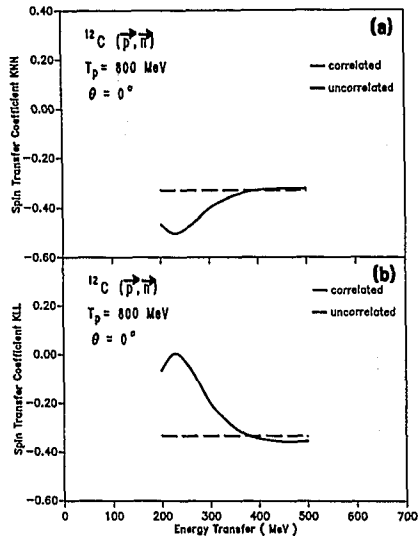 (a)
0.40
0.20
0.00
−0.20
−0.40
−0.60
Spin Transfer Coefficient KNN
¹²C (p⃗,n⃗)
Tp = 800 MeV
θ = 0°
correlated
uncorrelated
(b)
0.00
−0.20
−0.40
−0.60
Spin Transfer Coefficient KLL
¹²C (p⃗,n⃗)
Tp = 800 MeV
θ = 0°
correlated
uncorrelated
0 100 200 300 400 500 600 700
Energy Transfer ( MeV )